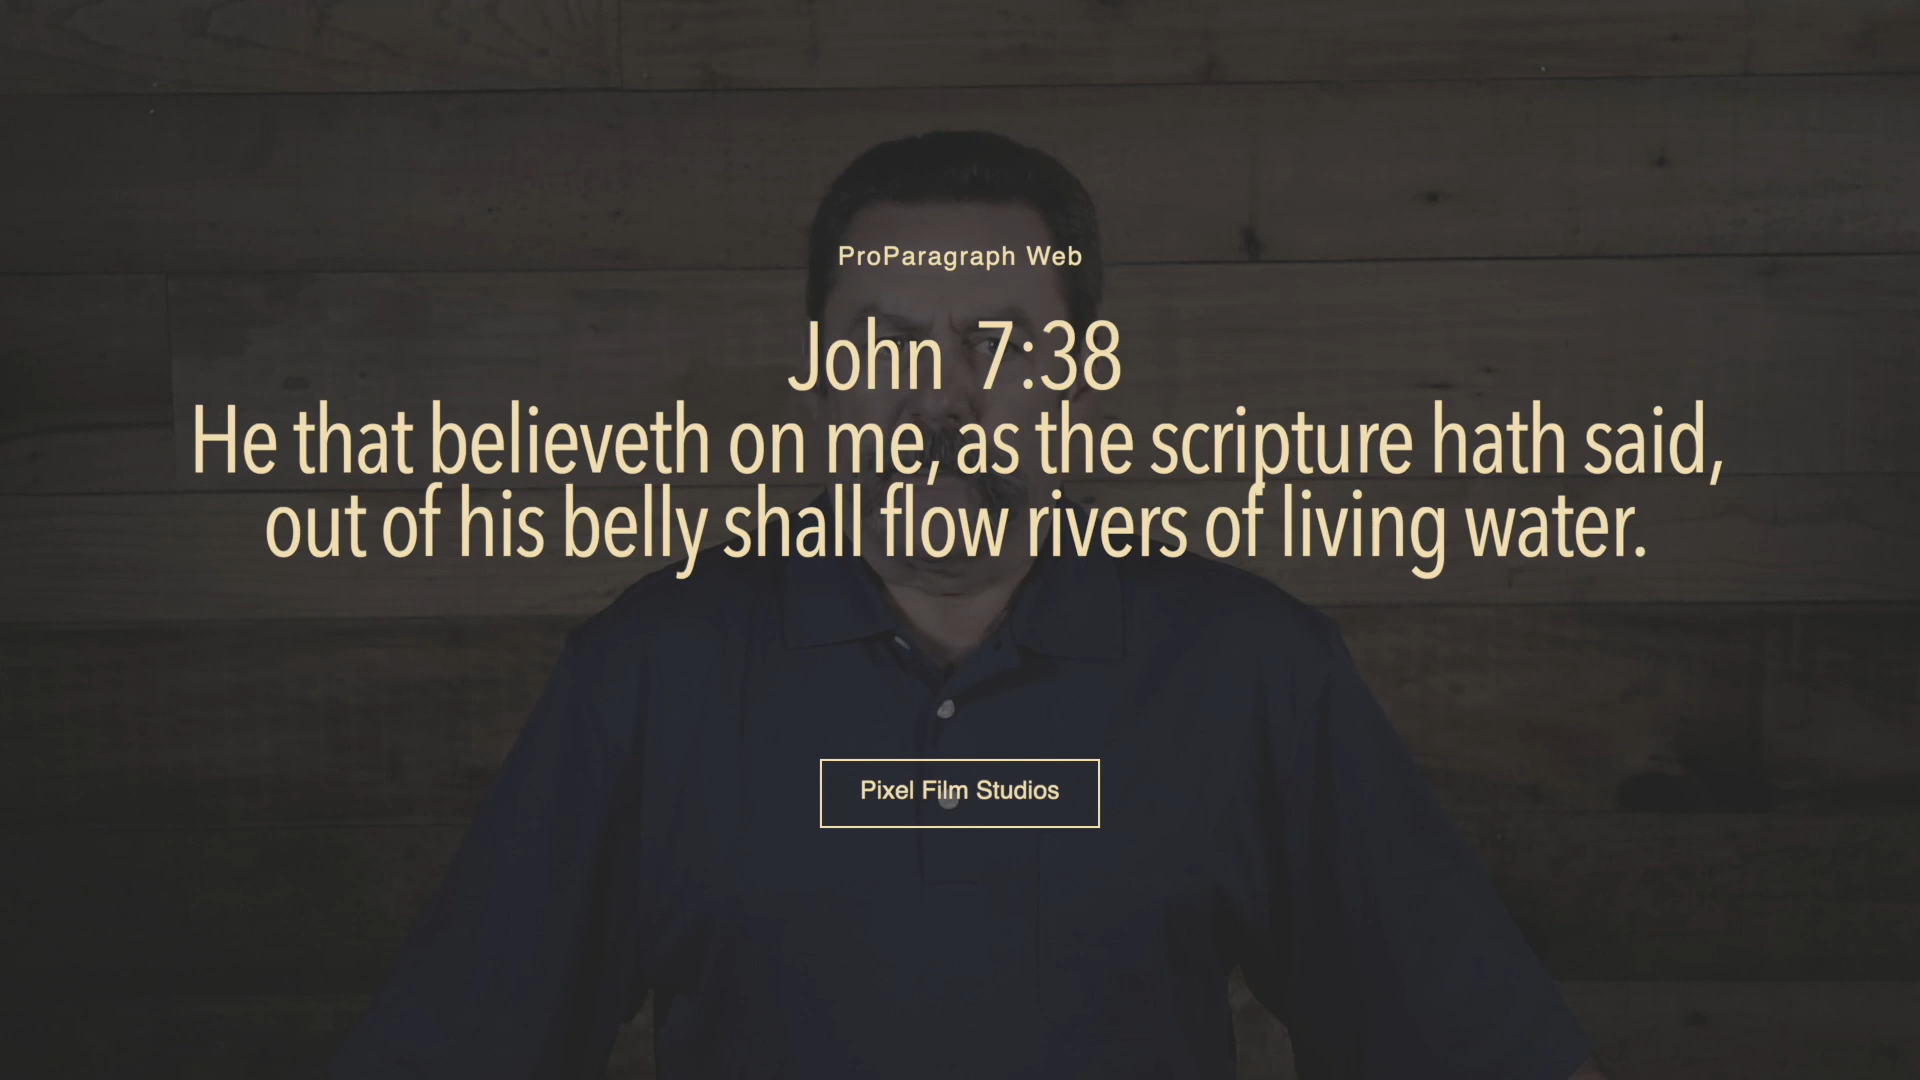 ProParagraph Web
John 7:38
He that believeth on me, as the scripture hath said,
out of his belly shall flow rivers of living water.
Pixel Film Studios